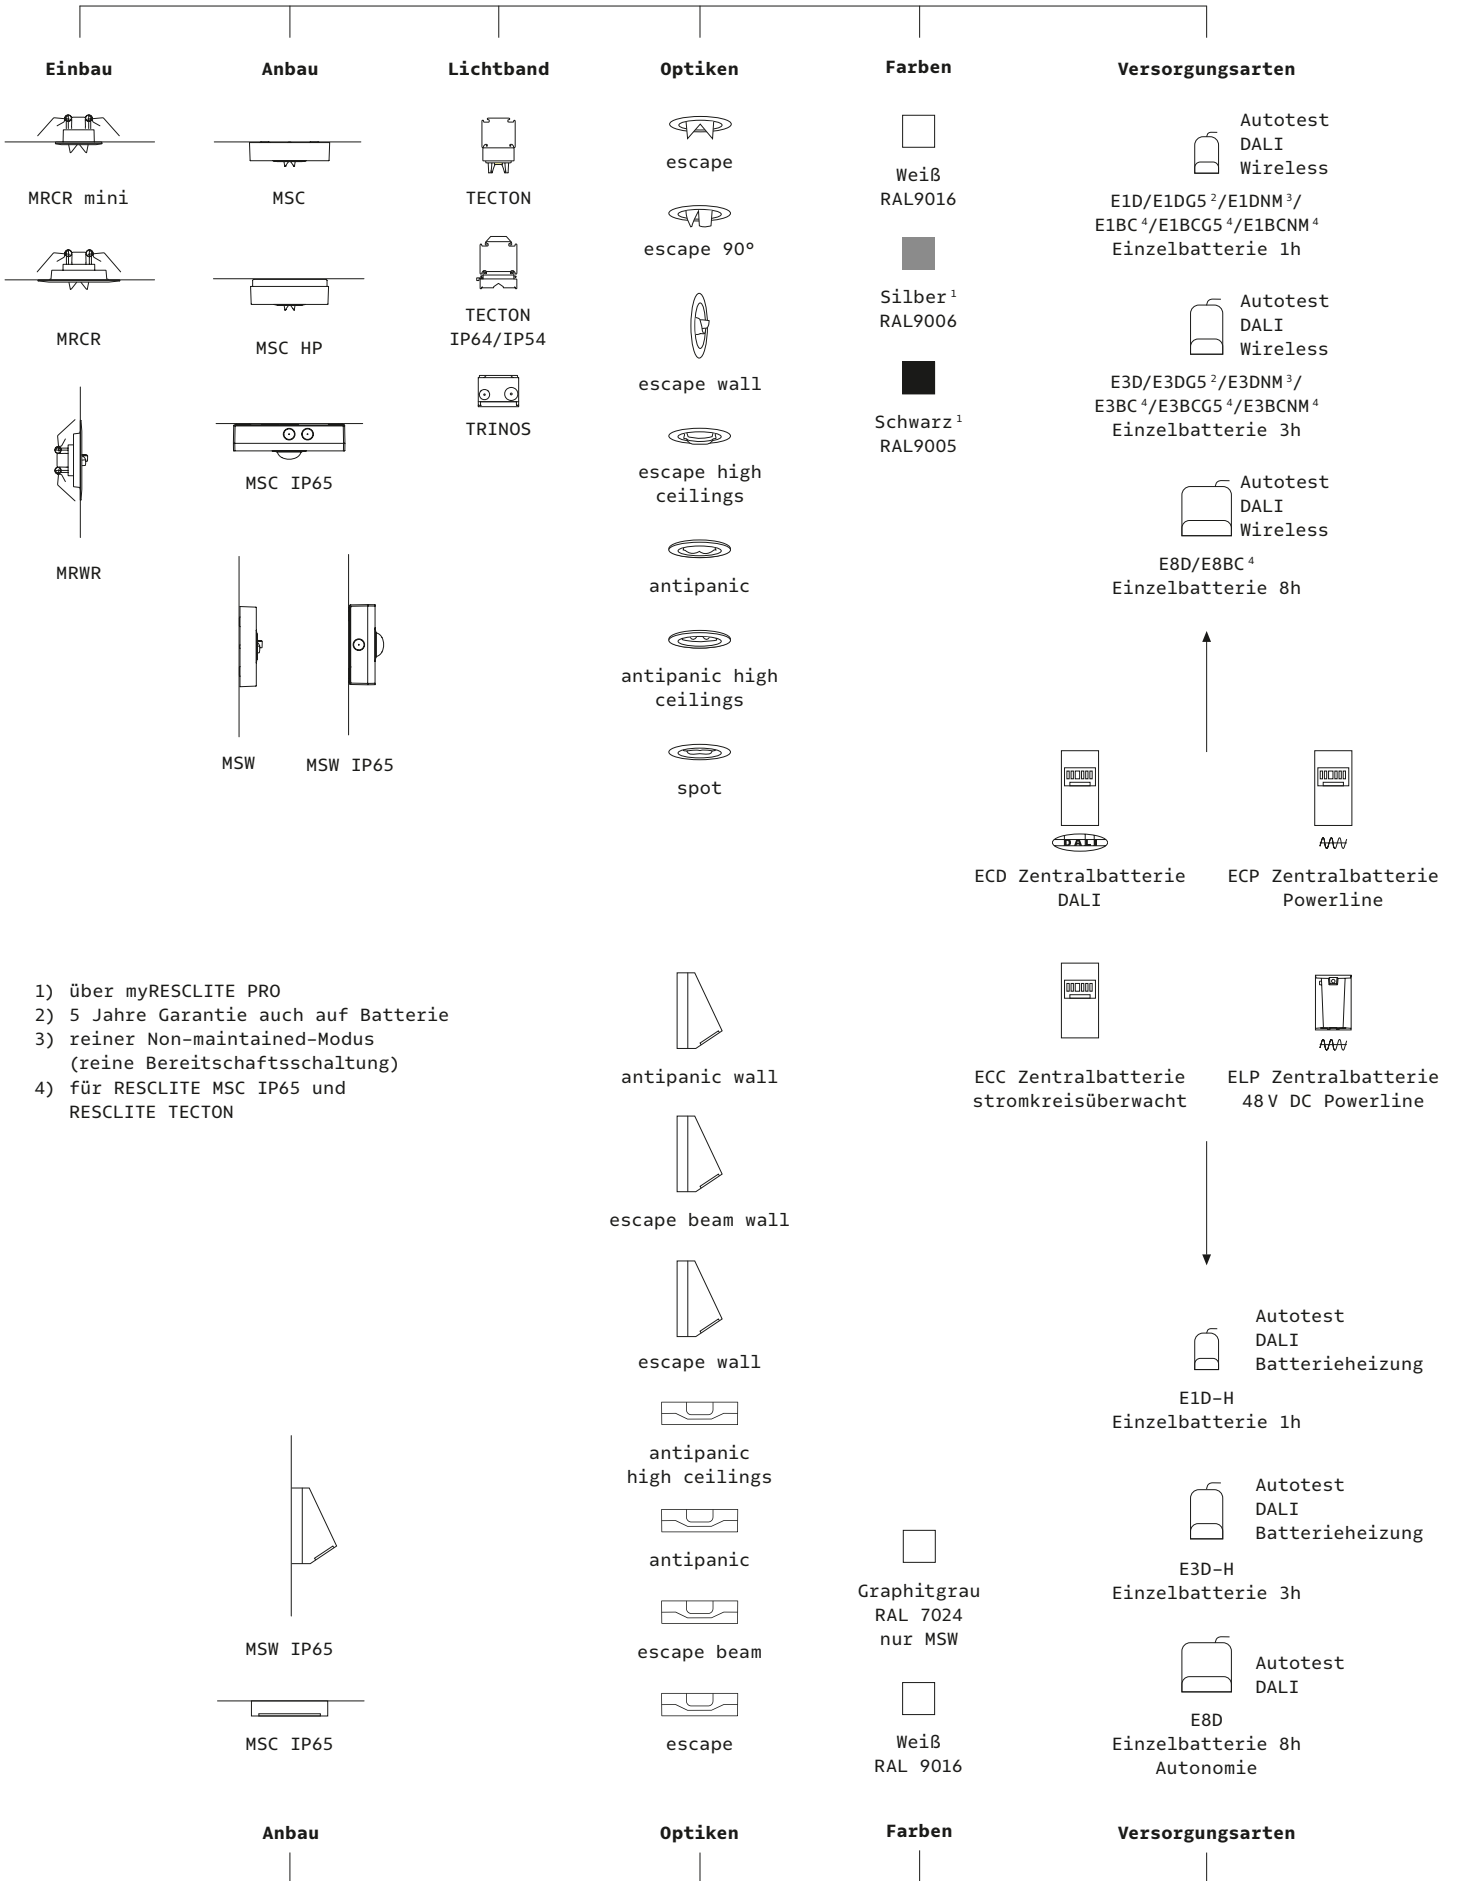 Einbau
MRCR mini
MRCR
MRWR
Anbau
MSC
MSC HP
MSC IP65
MSW
MSW IP65
Lichtband
TECTON
TECTON
IP64/IP54
TRINOS
Optiken
escape
escape 90°
escape wall
escape high
ceilings
antipanic
antipanic high
ceilings
spot
Farben
Weiß
RAL9016
Silber¹
RAL9006
Schwarz¹
RAL9005
Versorgungsarten
Autotest
DALI
Wireless
E1D/E1DG5²/E1DNM³/
E1BC⁴/E1BCG5⁴/E1BCNM⁴
Einzelbatterie 1h
Autotest
DALI
Wireless
E3D/E3DG5²/E3DNM³/
E3BC⁴/E3BCG5⁴/E3BCNM⁴
Einzelbatterie 3h
Autotest
DALI
Wireless
E8D/E8BC⁴
Einzelbatterie 8h
DALI
ECD Zentralbatterie
DALI
ECP Zentralbatterie
Powerline
ECC Zentralbatterie
stromkreisüberwacht
ELP Zentralbatterie
48 V DC Powerline
1) über myRESCLITE PRO
2) 5 Jahre Garantie auch auf Batterie
3) reiner Non-maintained-Modus
(reine Bereitschaftsschaltung)
4) für RESCLITE MSC IP65 und
RESCLITE TECTON
MSW IP65
MSC IP65
Anbau
antipanic wall
escape beam wall
escape wall
antipanic
high ceilings
antipanic
escape beam
escape
Optiken
Graphitgrau
RAL 7024
nur MSW
Weiß
RAL 9016
Farben
Autotest
DALI
Batterieheizung
E1D-H
Einzelbatterie 1h
Autotest
DALI
Batterieheizung
E3D-H
Einzelbatterie 3h
Autotest
DALI
E8D
Einzelbatterie 8h
Autonomie
Versorgungsarten